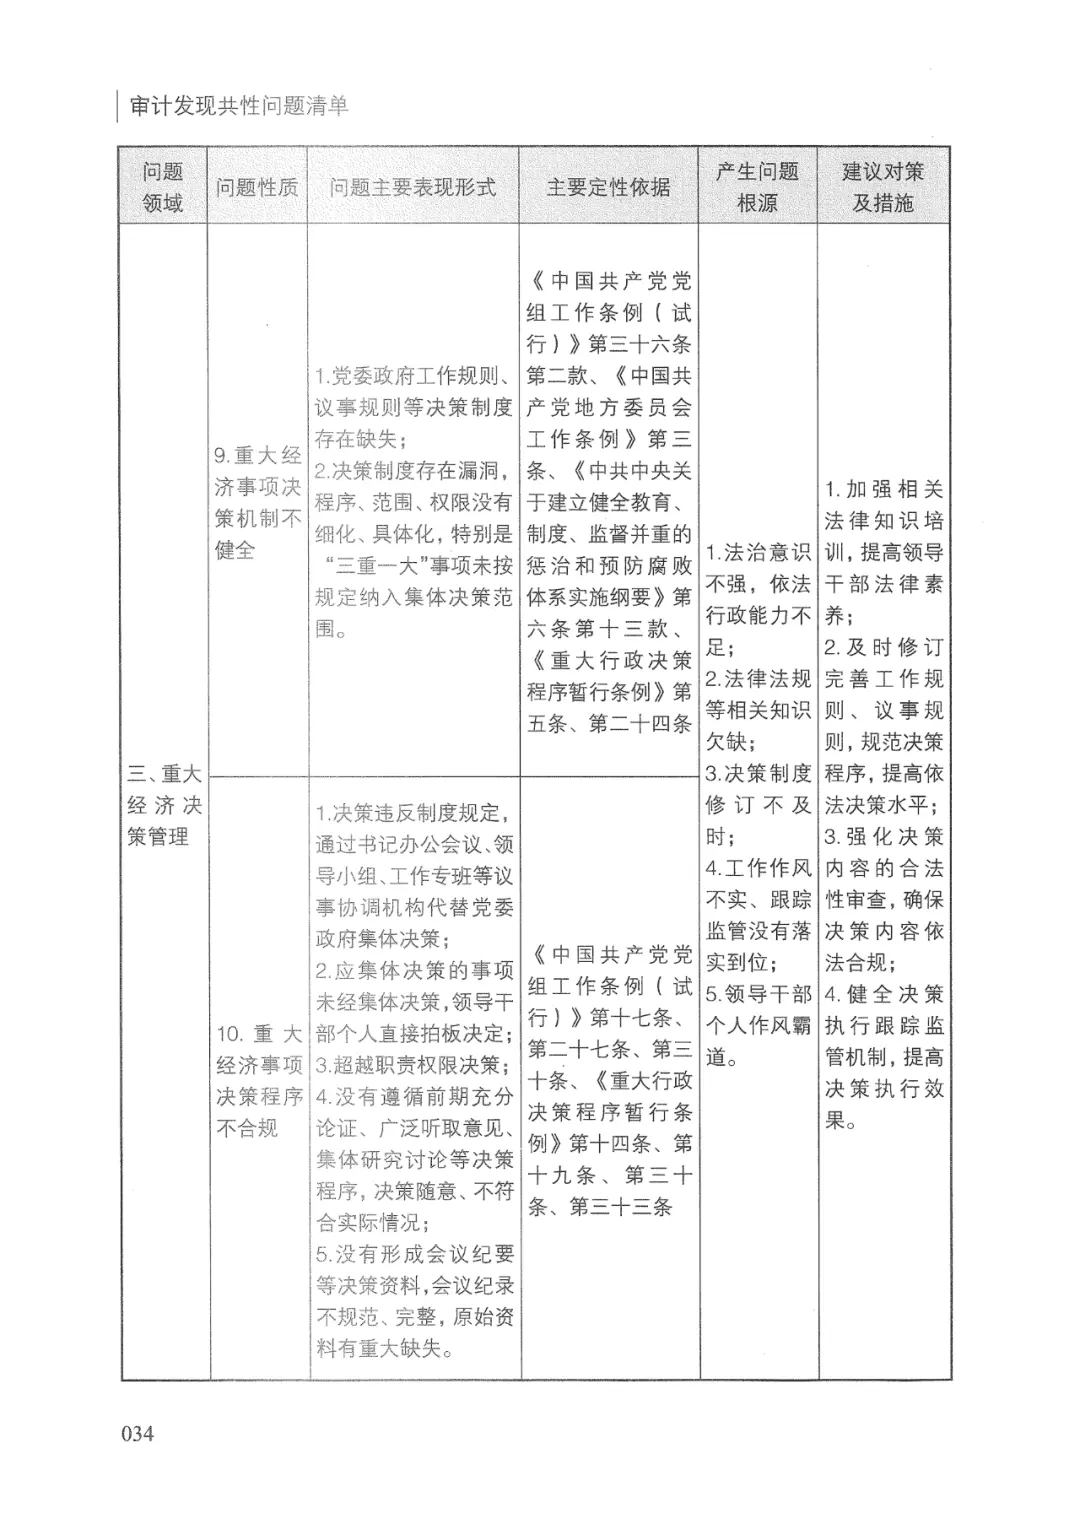 审计发现共性问题清单
问题
领域
问题性质
问题主要表现形式
主要定性依据
产生问题
根源
建议对策
及措施
三、重大
经济决
策管理
9.重大经
济事项决
策机制不
健全
1.党委政府工作规则、
议事规则等决策制度
存在缺失；
2.决策制度存在漏洞，
程序、范围、权限没有
细化、具体化，特别是
“三重一大”事项未按
规定纳入集体决策范
围。
《中国共产党党
组工作条例（试
行）》第三十六条
第二款、《中国共
产党地方委员会
工作条例》第三
条、《中共中央关
于建立健全教育、
制度、监督并重的
惩治和预防腐败
体系实施纲要》第
六条第十三款、
《重大行政决策
程序暂行条例》第
五条、第二十四条
10.重大
经济事项
决策程序
不合规
1.决策违反制度规定，
通过书记办公会议、领
导小组、工作专班等议
事协调机构代替党委
政府集体决策；
2.应集体决策的事项
未经集体决策，领导干
部个人直接拍板决定；
3.超越职责权限决策；
4.没有遵循前期充分
论证、广泛听取意见、
集体研究讨论等决策
程序，决策随意、不符
合实际情况；
5.没有形成会议纪要
等决策资料，会议纪录
不规范、完整，原始资
料有重大缺失。
《中国共产党党
组工作条例（试
行）》第十七条、
第二十七条、第三
十条、《重大行政
决策程序暂行条
例》第十四条、第
十九条、第三十
条、第三十三条
1.法治意识
不强，依法
行政能力不
足；
2.法律法规
等相关知识
欠缺；
3.决策制度
修订不及
时；
4.工作作风
不实、跟踪
监管没有落
实到位；
5.领导干部
个人作风霸
道。
1.加强相关
法律知识培
训，提高领导
干部法律素
养；
2.及时修订
完善工作规
则、议事规
则，规范决策
程序，提高依
法决策水平；
3.强化决策
内容的合法
性审查，确保
决策内容依
法合规；
4.健全决策
执行跟踪监
管机制，提高
决策执行效
果。
034